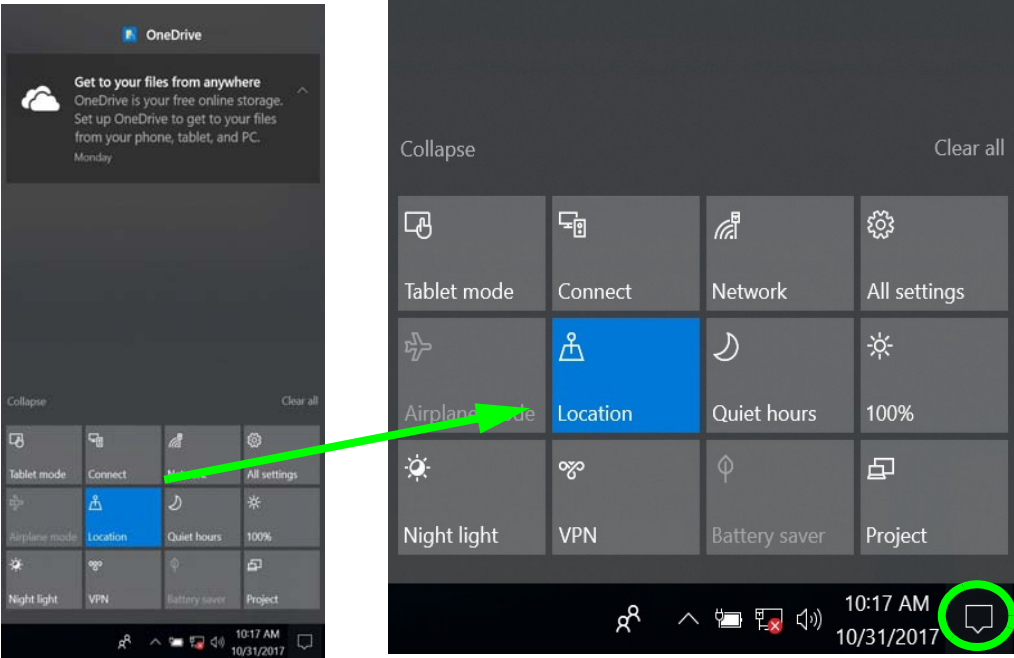 OneDrive
Get to your files from anywhere
OneDrive is your free online storage.
Set up OneDrive to get to your files
from your phone, tablet, and PC.
Monday
Collapse Clear all
Tablet mode Connect All settings
Airplane mode Location Quiet hours 100%
Night light VPN Battery saver Project
10:17 AM
10/31/2017
Collapse Clear all
Tablet mode Connect Network All settings
Airplane mode Location Quiet hours 100%
Night light VPN Battery saver Project
10:17 AM
10/31/2017